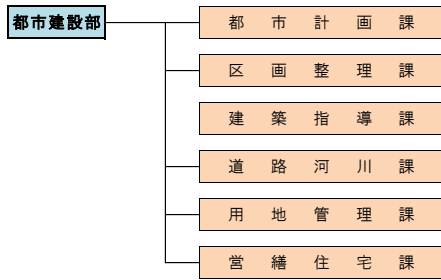 都市建設部
都市計画課
区画整理課
建築指導課
道路河川課
用地管理課
営繕住宅課